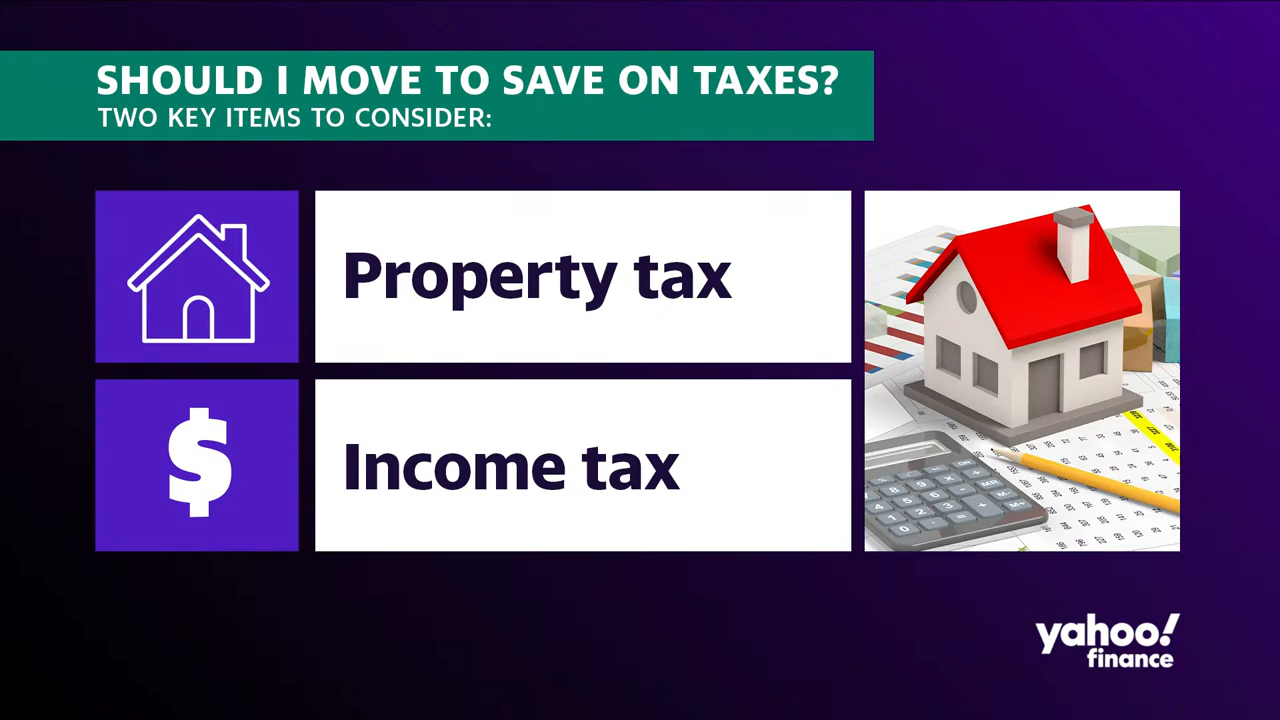 SHOULD I MOVE TO SAVE ON TAXES?
TWO KEY ITEMS TO CONSIDER:
Property tax
$
Income tax
yahoo!
finance